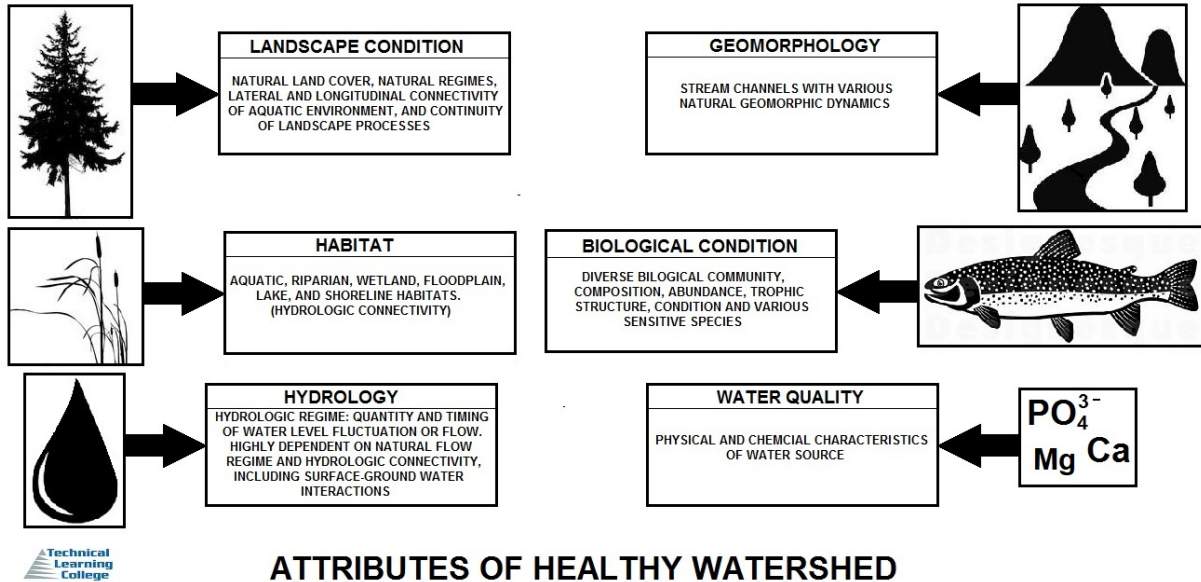 LANDSCAPE CONDITION
NATURAL LAND COVER, NATURAL REGIMES,
LATERAL AND LONGITUDINAL CONNECTIVITY
OF AQUATIC ENVIRONMENT, AND CONTINUITY
OF LANDSCAPE PROCESSES
GEOMORPHOLOGY
STREAM CHANNELS WITH VARIOUS
NATURAL GEOMORPHIC DYNAMICS
HABITAT
AQUATIC, RIPARIAN, WETLAND, FLOODPLAIN,
LAKE, AND SHORELINE HABITATS.
(HYDROLOGIC CONNECTIVITY)
BIOLOGICAL CONDITION
DIVERSE BILOGICAL COMMUNITY,
COMPOSITION, ABUNDANCE, TROPHIC
STRUCTURE, CONDITION AND VARIOUS
SENSITIVE SPECIES
HYDROLOGY
HYDROLOGIC REGIME: QUANTITY AND TIMING
OF WATER LEVEL FLUCTUATION OR FLOW.
HIGHLY DEPENDENT ON NATURAL FLOW
REGIME AND HYDROLOGIC CONNECTIVITY,
INCLUDING SURFACE-GROUND WATER
INTERACTIONS
WATER QUALITY
PHYSICAL AND CHEMCIAL CHARACTERISTICS
OF WATER SOURCE
PO₄³⁻
Mg Ca
Technical
Learning
College
ATTRIBUTES OF HEALTHY WATERSHED